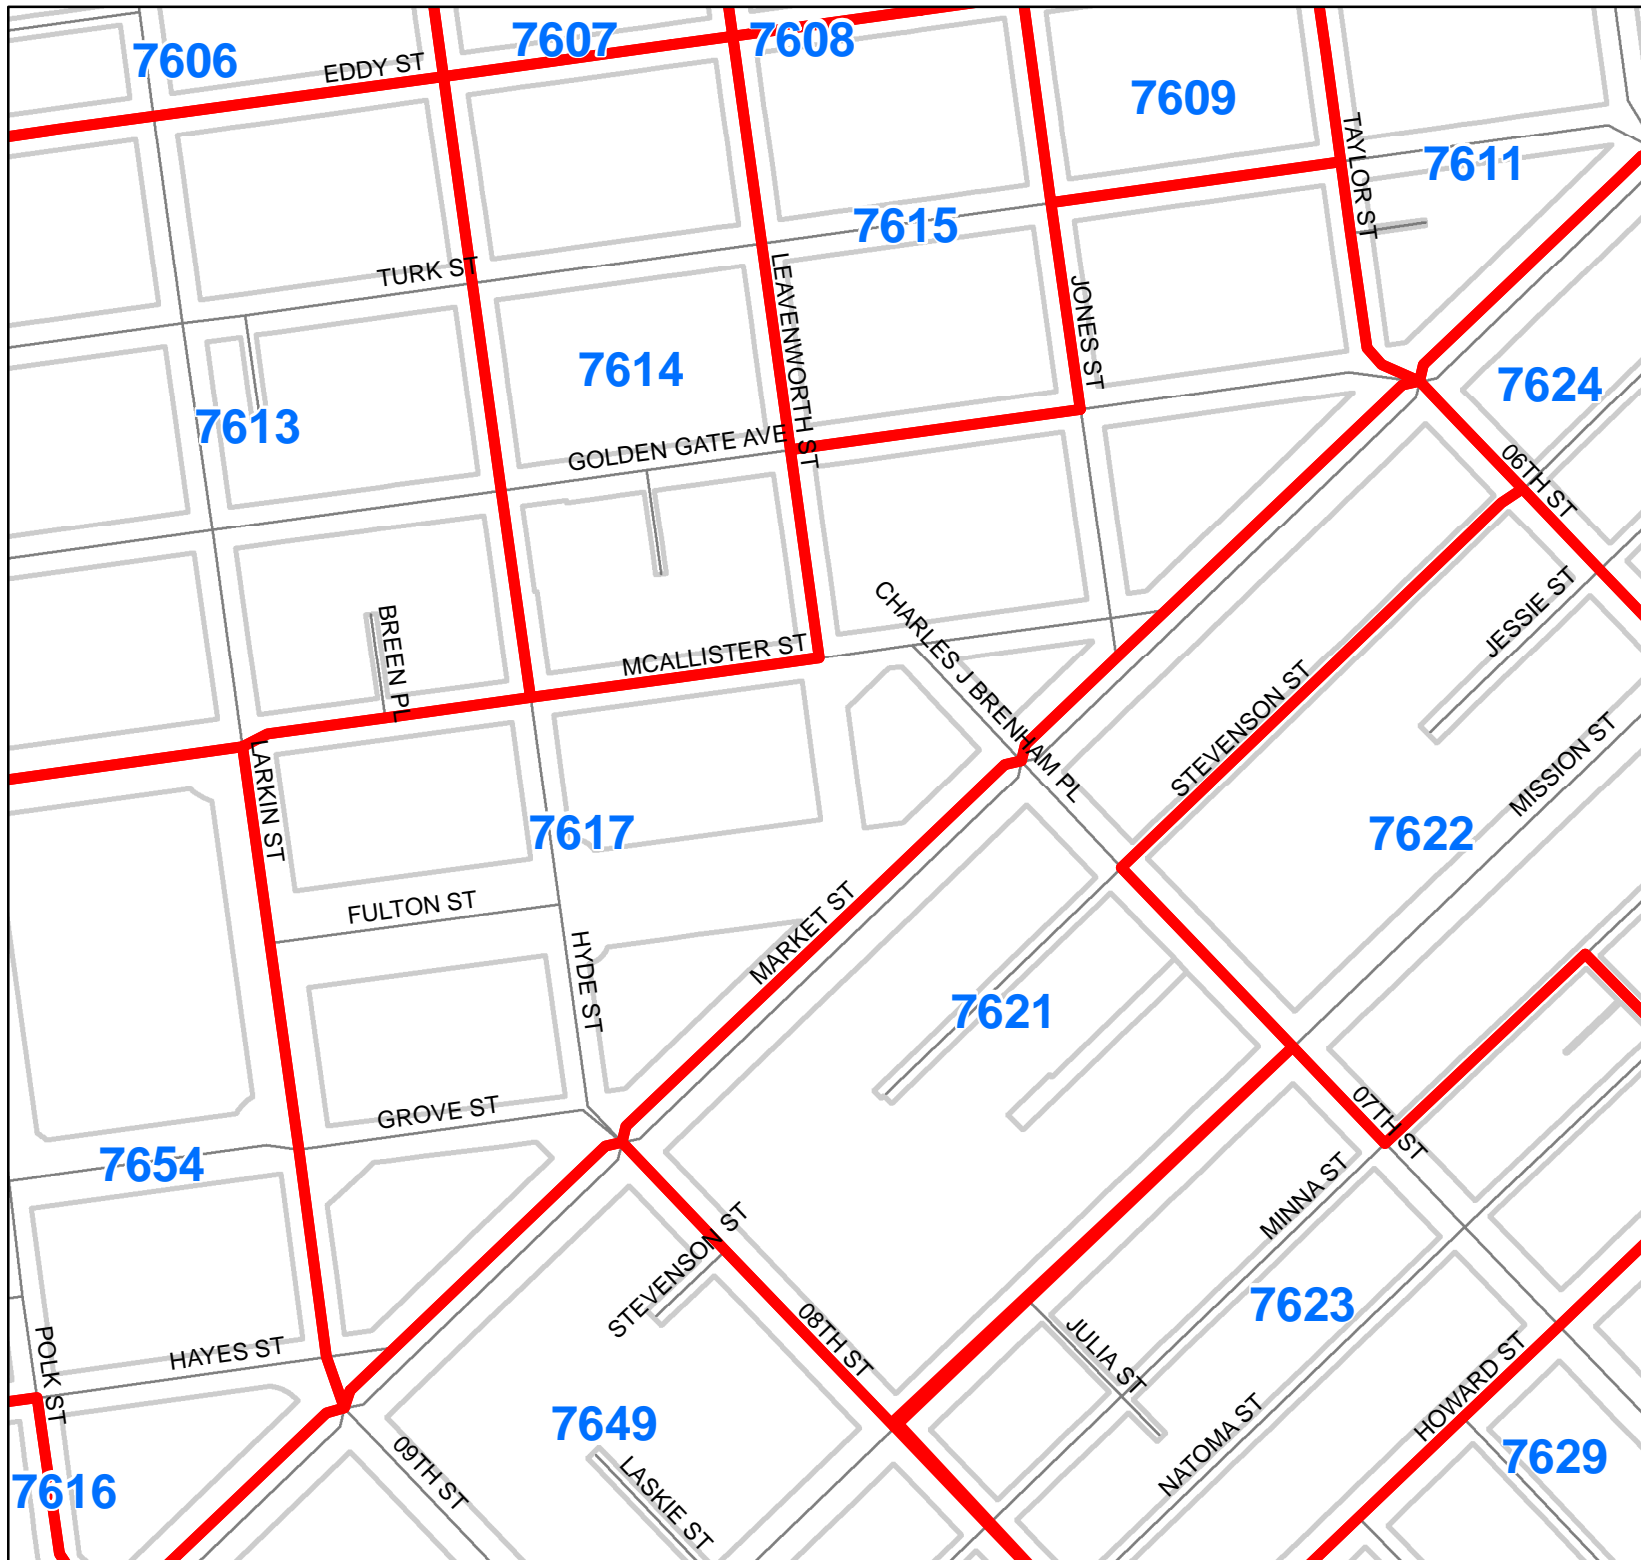 7606
7607
7608
EDDY ST
7609
TAYLOR ST
7611
7615
TURK ST
LEAVENWORTH ST
JONES ST
7614
7624
7613
GOLDEN GATE AVE
06TH ST
BREEN PL
MCALLISTER ST
CHARLES J BRENHAM PL
JESSIE ST
STEVENSON ST
MISSION ST
LARKIN ST
7617
7622
FULTON ST
MARKET ST
HYDE ST
7621
GROVE ST
07TH ST
7654
MINNA ST
STEVENSON ST
7623
08TH ST
JULIA ST
HOWARD ST
POLK ST
HAYES ST
7649
NATOMA ST
09TH ST
LASKIE ST
7629
7616